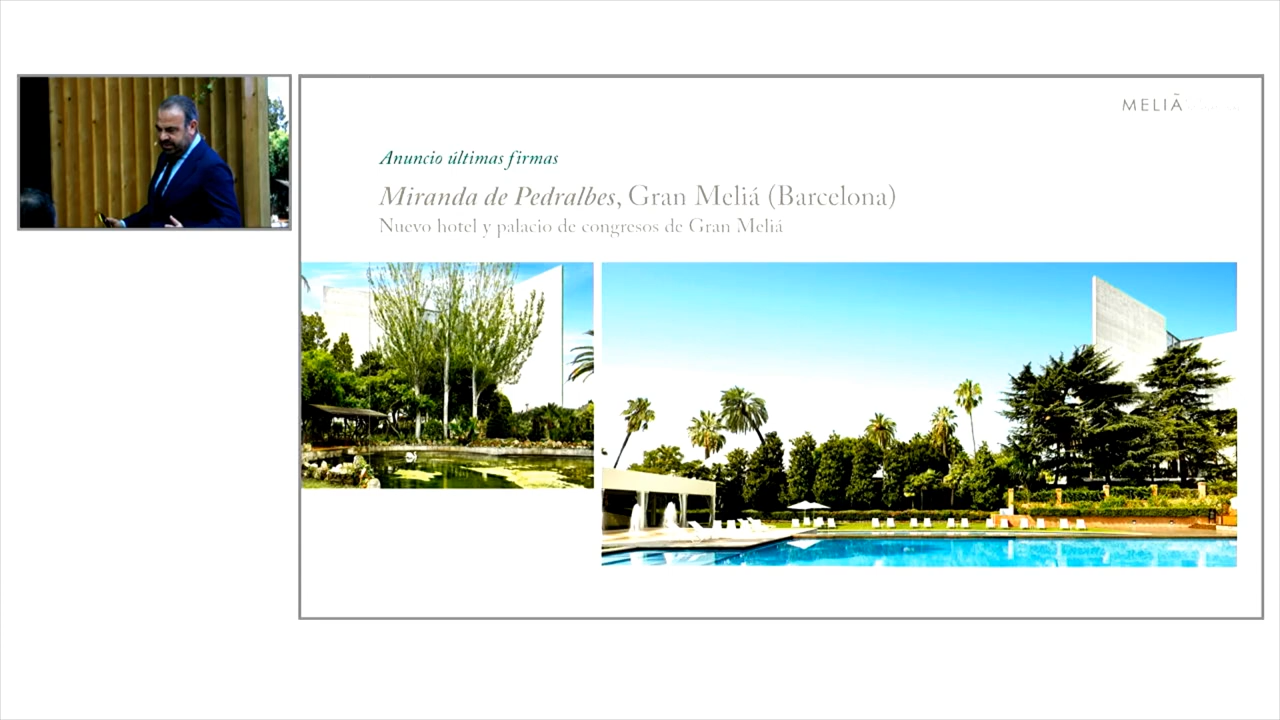 MELIÃ
Anuncio últimas firmas
Miranda de Pedralbes, Gran Meliá (Barcelona)
Nuevo hotel y palacio de congresos de Gran Meliá